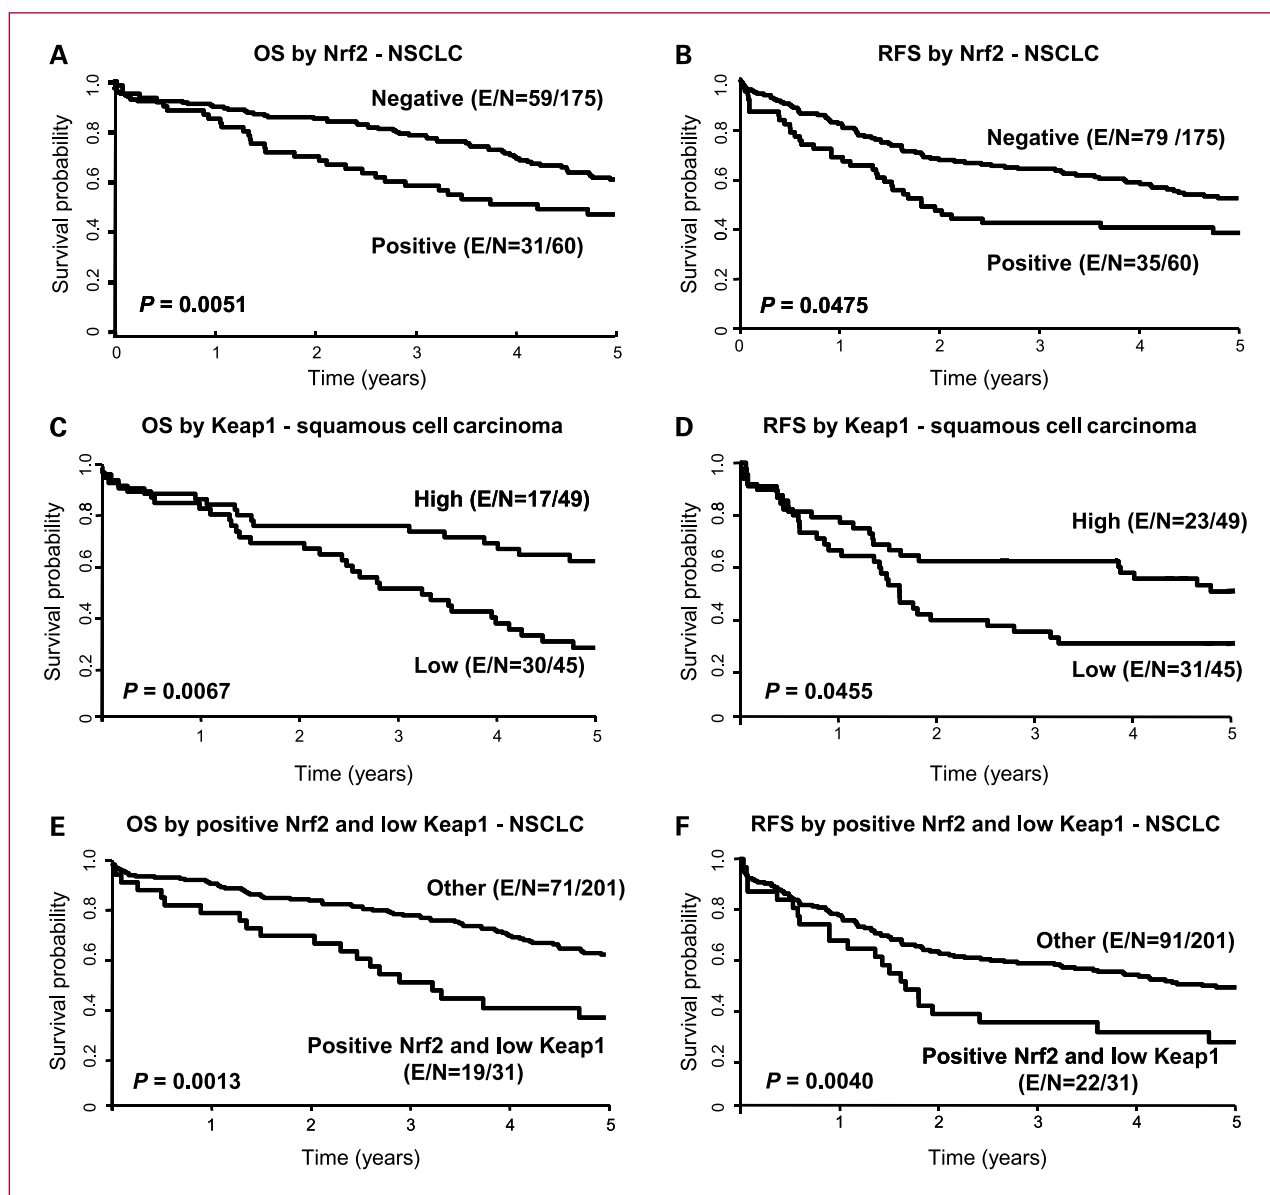 A
OS by Nrf2 - NSCLC
Survival probability
1.0
0.8
0.6
0.4
0.2
0
Negative (E/N=59/175)
Positive (E/N=31/60)
P = 0.0051
0 1 2 3 4 5
Time (years)
B
RFS by Nrf2 - NSCLC
Survival probability
1.0
0.8
0.6
0.4
0.2
0
Negative (E/N=79 /175)
Positive (E/N=35/60)
P = 0.0475
0 1 2 3 4 5
Time (years)
C
OS by Keap1 - squamous cell carcinoma
Survival probability
1.0
0.8
0.6
0.4
0.2
0
High (E/N=17/49)
Low (E/N=30/45)
P = 0.0067
1 2 3 4 5
Time (years)
D
RFS by Keap1 - squamous cell carcinoma
Survival probability
1.0
0.8
0.6
0.4
0.2
0
High (E/N=23/49)
Low (E/N=31/45)
P = 0.0455
1 2 3 4 5
Time (years)
E
OS by positive Nrf2 and low Keap1 - NSCLC
Survival probability
1.0
0.8
0.6
0.4
0.2
0
Other (E/N=71/201)
Positive Nrf2 and low Keap1
(E/N=19/31)
P = 0.0013
1 2 3 4 5
Time (years)
F
RFS by positive Nrf2 and low Keap1 - NSCLC
Survival probability
1.0
0.8
0.6
0.4
0.2
0
Other (E/N=91/201)
Positive Nrf2 and low Keap1
(E/N=22/31)
P = 0.0040
1 2 3 4 5
Time (years)